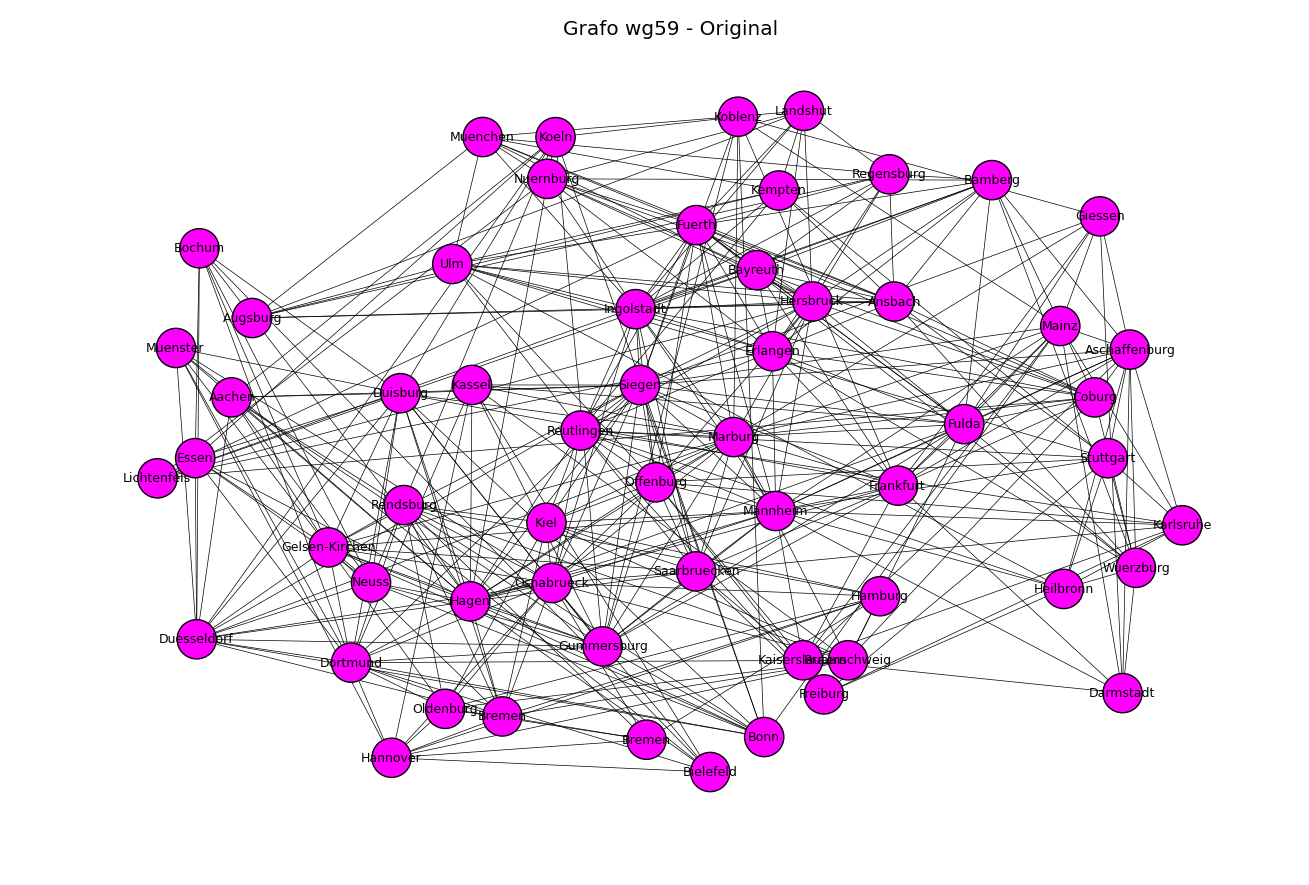 Grafo wg59 - Original
Landshut
Koblenz
Muenchen
Koeln
Regensburg
Nuernburg
Bamberg
Kempten
Giessen
Fuerth
Bochum
Ulm
Bayreuth
Hersbruck
Ansbach
Ingolstadt
Augsburg
Mainz
Muenster
Aschaffenburg
Erlangen
Kassel
Siegen
Duisburg
Aachen
Coburg
Fulda
Reutlingen
Marburg
Essen
Stuttgart
Lichtenfels
Offenburg
Frankfurt
Rendsburg
Mannheim
Kiel
Karlsruhe
Gelsen-Kirchen
Wuerzburg
Saarbruecken
Neuss
Osnabrueck
Heilbronn
Hamburg
Hagen
Duesseldorf
Gummersburg
Dortmund
Freiburg
Darmstadt
Oldenburg
Bremen
Bonn
Bremen
Hannover
Bielefeld